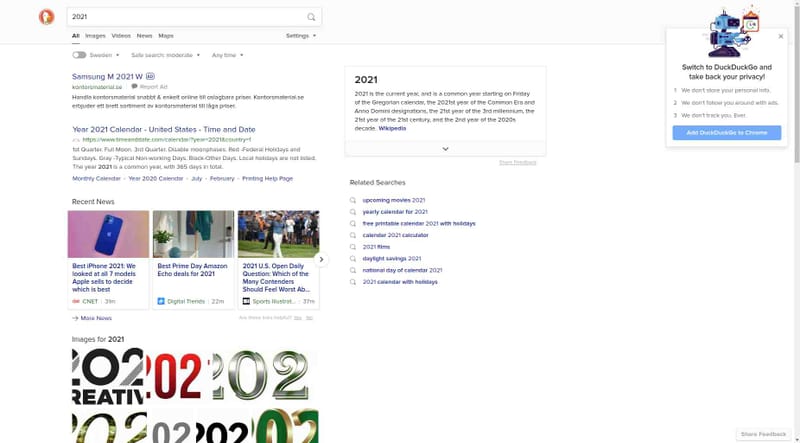 2021
All Images Videos News Maps Settings
Sweden Safe search: moderate Any time
Samsung M 2021 W AD
kontorsmaterial.se Report Ad
Handla kontorsmaterial snabbt & enkelt online till oslagbara priser. Kontorsmaterial.se
erbjuder ett brett sortiment av kontorsmaterial till låga priser.
Year 2021 Calendar - United States - Time and Date
https://www.timeanddate.com/calendar/?year=2021&country=1
1st Quarter. Full Moon. 3rd Quarter. Disable moonphases. Red -Federal Holidays and
Sundays. Gray -Typical Non-working Days. Black-Other Days. Local holidays are not listed.
The year 2021 is a common year, with 365 days in total.
Monthly Calendar Year 2020 Calendar July February Printing Help Page
Recent News
Best iPhone 2021: We
looked at all 7 models
Apple sells to decide
which is best
CNET 31m
Best Prime Day Amazon
Echo deals for 2021
Digital Trends 22m
2021 U.S. Open Daily
Question: Which of the
Many Contenders
Should Feel Worst Ab...
Sports Illustrat... 37m
More News
Are these links helpful? Yes No
Images for 2021
202
REATIV
202
202
202
02
202
02
2021
2021 is the current year, and is a common year starting on Friday
of the Gregorian calendar, the 2021st year of the Common Era and
Anno Domini designations, the 21st year of the 3rd millennium, the
21st year of the 21st century, and the 2nd year of the 2020s
decade. Wikipedia
Share Feedback
Related Searches
upcoming movies 2021
yearly calendar for 2021
free printable calendar 2021 with holidays
calendar 2021 calculator
2021 films
daylight savings 2021
national day of calendar 2021
2021 calendar with holidays
Switch to DuckDuckGo and
take back your privacy!
1 We don't store your personal info.
2 We don't follow you around with ads.
3 We don't track you. Ever.
Add DuckDuckGo to Chrome
Share Feedback